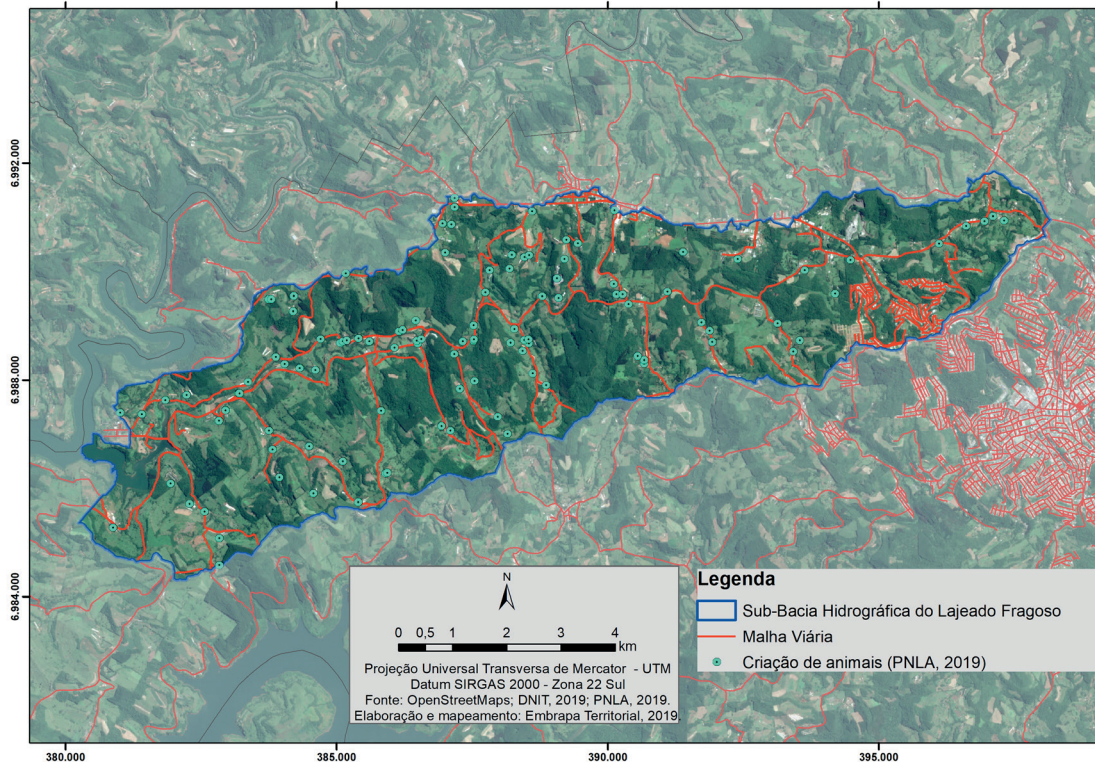 6.992.000
6.988.000
6.984.000
N
0 0,5 1 2 3 4
km
Projeção Universal Transversa de Mercator - UTM
Datum SIRGAS 2000 - Zona 22 Sul
Fonte: OpenStreetMaps; DNIT, 2019; PNLA, 2019.
Elaboração e mapeamento: Embrapa Territorial, 2019.
Legenda
Sub-Bacia Hidrográfica do Lajeado Fragoso
Malha Viária
Criação de animais (PNLA, 2019)
380.000 385.000 390.000 395.000